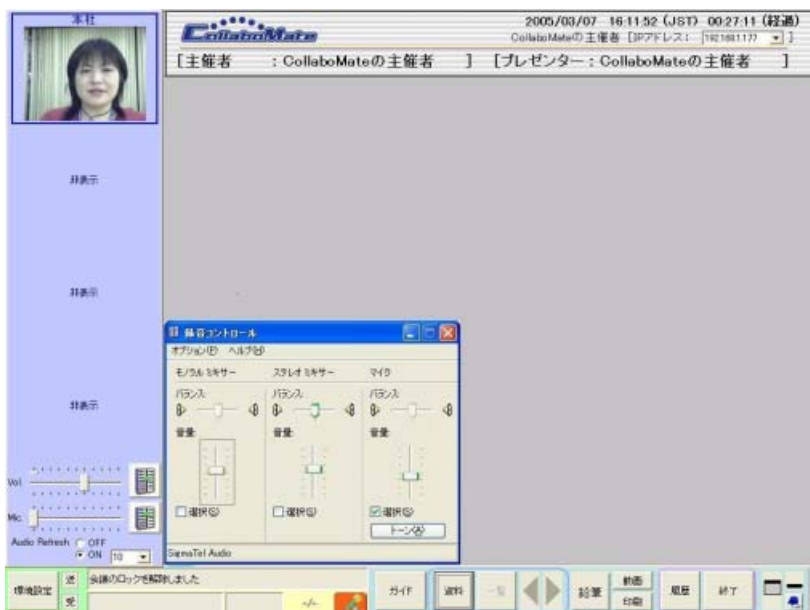 本社
CollaboMate
2005/03/07 16:11:52 (JST) 00:27:11 (経過)
CollaboMateの主催者 [IPアドレス: 192.168.1.77 ]
[主催者 : CollaboMateの主催者 ] [プレゼンター : CollaboMateの主催者 ]
非表示
非表示
非表示
録音コントロール
オプション(P) ヘルプ(H)
モノラル ミキサー ステレオ ミキサー マイク
バランス バランス バランス
音量 音量 音量
選択(S) 選択(S) 選択(S)
トーン(A)
SigmaTel Audio
Vol.
Mic.
Audio Refresh OFF
ON 10
環境設定 送 会議のロックを解除しました
受 -/-
ガイド 資料 一覧 鉛筆 動画 印刷 履歴 終了